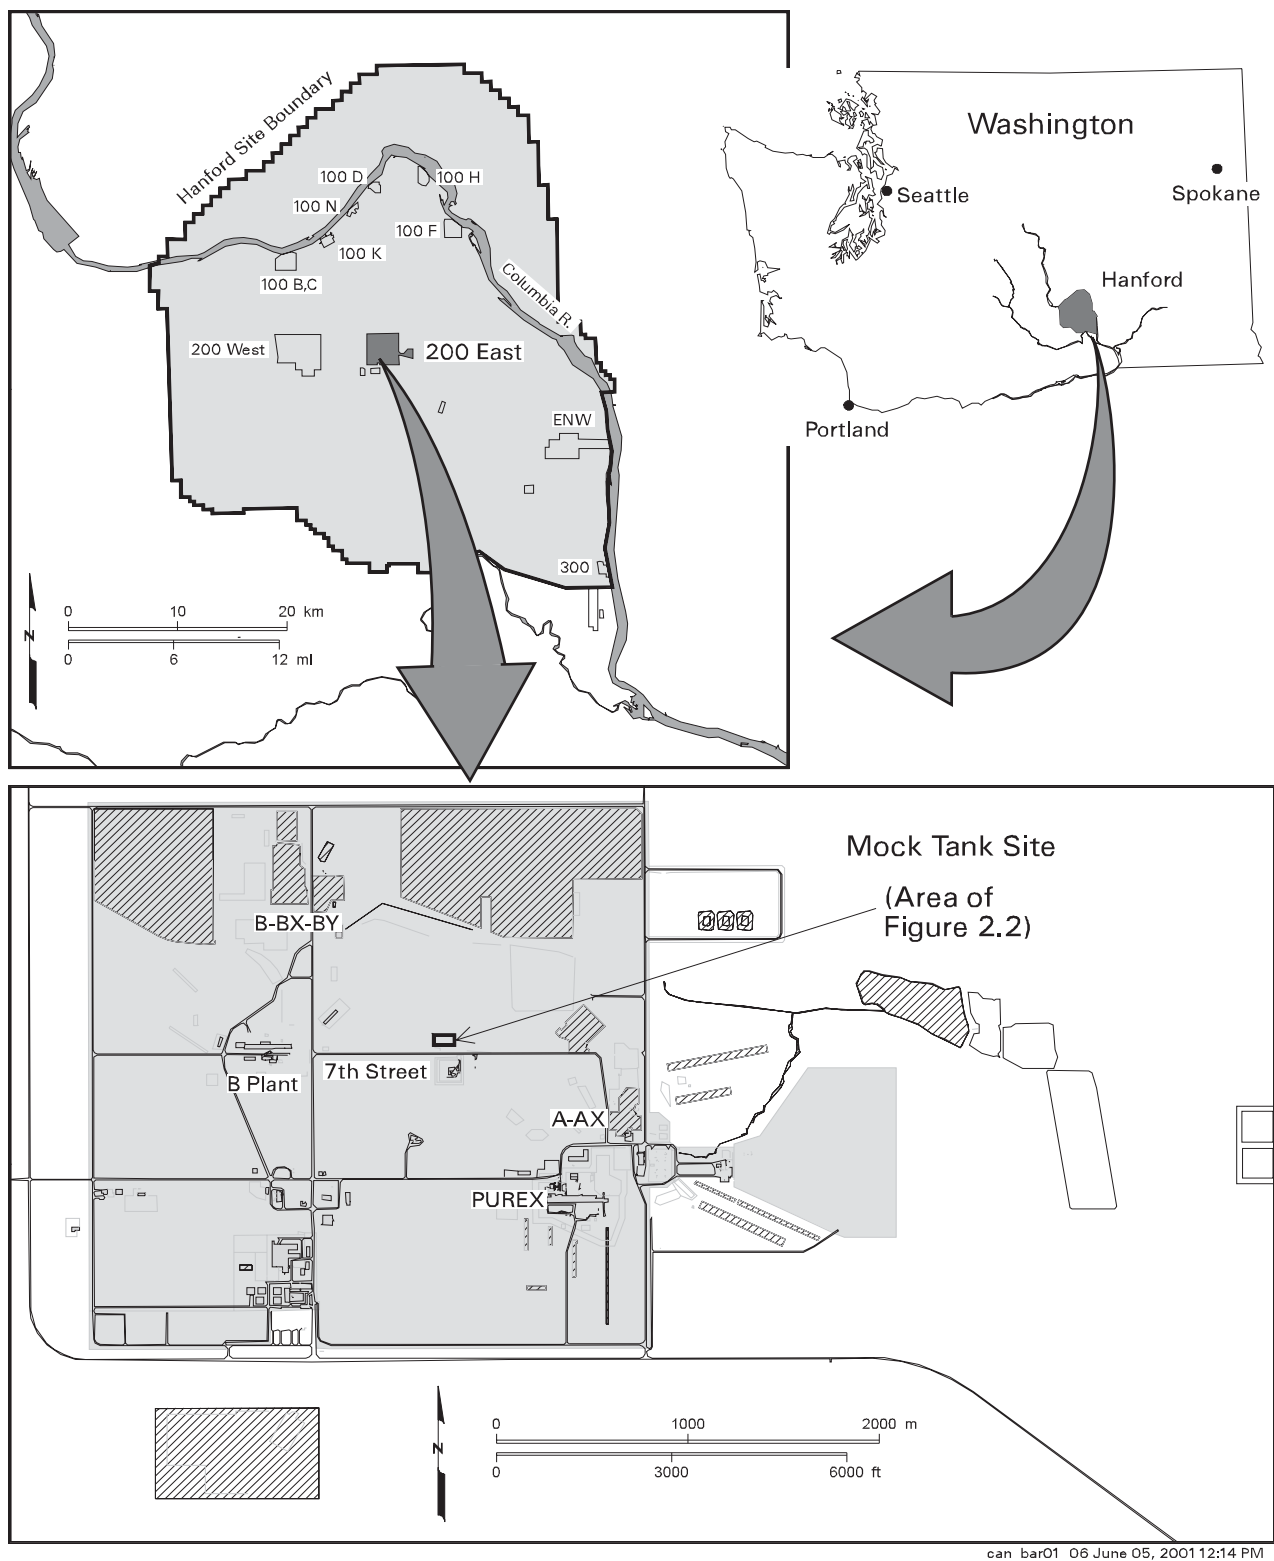 Hanford Site Boundary
100 D
100 H
100 N
100 F
100 K
100 B,C
Columbia R.
200 West
200 East
ENW
300
0 10 20 km
0 6 12 mI
N
Washington
Seattle
Spokane
Hanford
Portland
Mock Tank Site
(Area of
Figure 2.2)
B-BX-BY
7th Street
B Plant
A-AX
PUREX
0 1000 2000 m
0 3000 6000 ft
N
can_bar01 06 June 05, 2001 12:14 PM